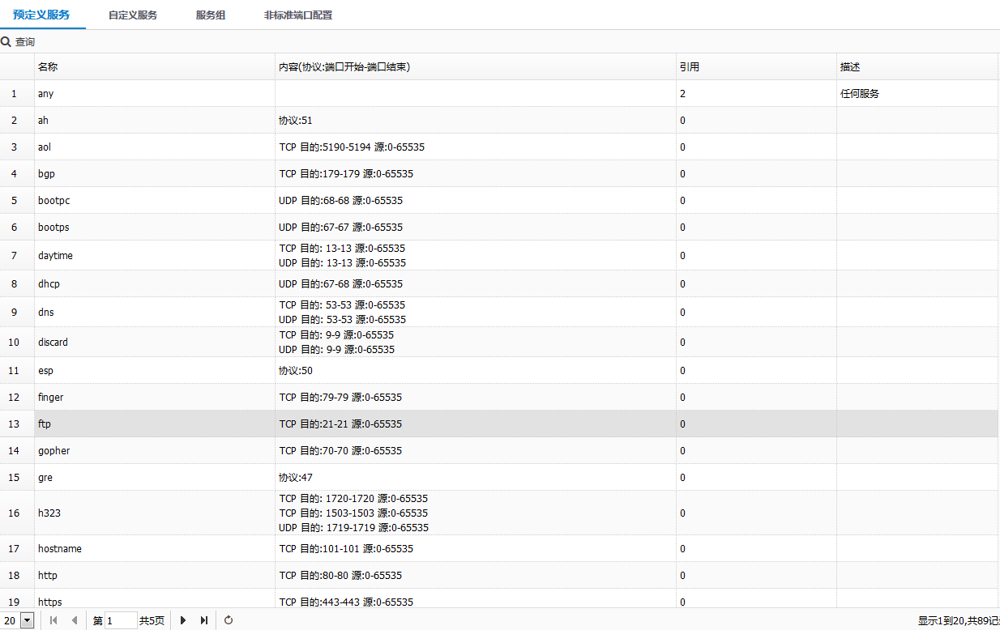 预定义服务 自定义服务 服务组 非标准端口配置
查询
名称 内容(协议:端口开始-端口结束) 引用 描述
1 any 2 任何服务
2 ah 协议:51 0
3 aol TCP 目的:5190-5194 源:0-65535 0
4 bgp TCP 目的:179-179 源:0-65535 0
5 bootpc UDP 目的:68-68 源:0-65535 0
6 bootps UDP 目的:67-67 源:0-65535 0
TCP 目的: 13-13 源:0-65535
7 daytime 0
UDP 目的: 13-13 源:0-65535
8 dhcp UDP 目的:67-68 源:0-65535 0
TCP 目的: 53-53 源:0-65535
9 dns 0
UDP 目的: 53-53 源:0-65535
TCP 目的: 9-9 源:0-65535
10 discard 0
UDP 目的: 9-9 源:0-65535
11 esp 协议:50 0
12 finger TCP 目的:79-79 源:0-65535 0
13 ftp TCP 目的:21-21 源:0-65535 0
14 gopher TCP 目的:70-70 源:0-65535 0
15 gre 协议:47 0
TCP 目的: 1720-1720 源:0-65535
16 h323 TCP 目的: 1503-1503 源:0-65535 0
UDP 目的: 1719-1719 源:0-65535
17 hostname TCP 目的:101-101 源:0-65535 0
18 http TCP 目的:80-80 源:0-65535 0
19 https TCP 目的:443-443 源:0-65535 0
20 第 1 共5页 显示1到20,共89记